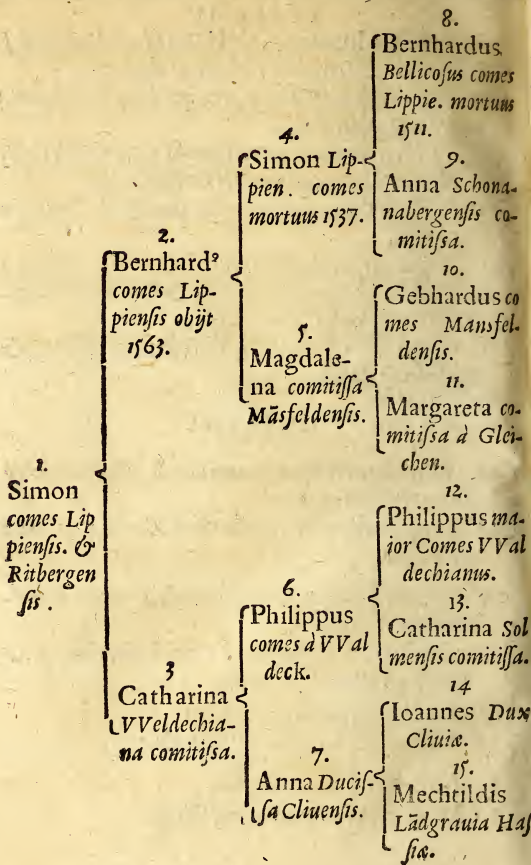 1.
Simon
comes Lip
pienſis. &
Ritbergen
ſis.
2.
Bernhardꝰ
comes Lip-
pienſis obijt
1563.
3
Catharina
VVeldechia-
na comitiſsa.
4.
Simon Lip-
pien. comes
mortuus 1537.
5.
Magdale-
na comitiſſa
Māsfeldenſis.
6.
Philippus
comes à VVal
deck.
7.
Anna Duciſ-
ſa Cliuenſis.
8.
Bernhardus
Bellicoſus comes
Lippie. mortuus
1511.
9.
Anna Schona-
nabergenſis co-
mitiſsa.
10.
Gebhardus co
mes Mansfel-
denſis.
11.
Margareta co-
mitiſsa à Glei-
chen.
12.
Philippus ma-
ior Comes VVal
dechianus.
13.
Catharina Sol
menſis comitiſſa.
14
Ioannes Dux
Cliuiæ.
15.
Mechtildis
Lādgrauia Haſ
ſiæ.